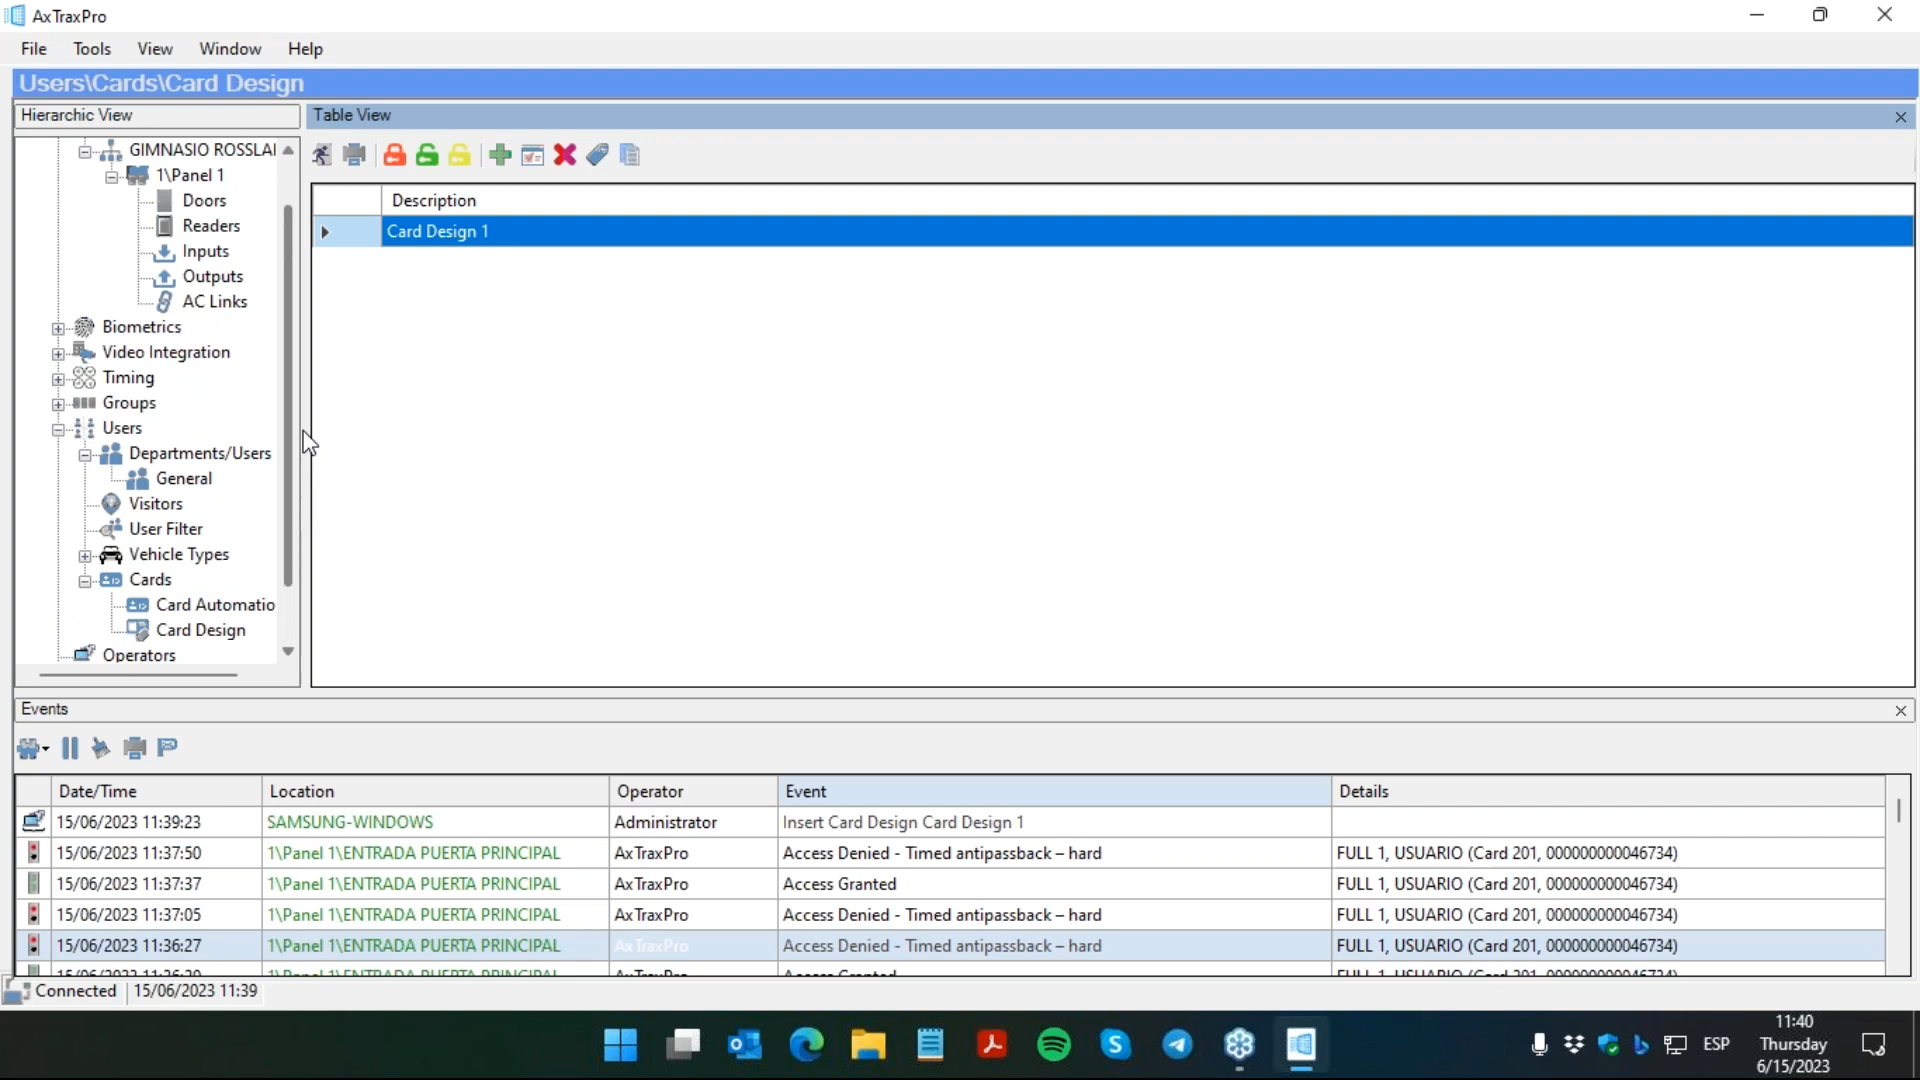 AxTraxPro
File Tools View Window Help
Users\Cards\Card Design
Hierarchic View
Table View
GIMNASIO ROSSLAI
1\Panel 1
Doors
Readers
Inputs
Outputs
AC Links
Biometrics
Video Integration
Timing
Groups
Users
Departments/Users
General
Visitors
User Filter
Vehicle Types
Cards
Card Automatio
Card Design
Operators
Description
Card Design 1
Events
Date/Time Location Operator Event Details
15/06/2023 11:39:23 SAMSUNG-WINDOWS Administrator Insert Card Design Card Design 1
15/06/2023 11:37:50 1\Panel 1\ENTRADA PUERTA PRINCIPAL AxTraxPro Access Denied - Timed antipassback – hard FULL 1, USUARIO (Card 201, 000000000046734)
15/06/2023 11:37:37 1\Panel 1\ENTRADA PUERTA PRINCIPAL AxTraxPro Access Granted FULL 1, USUARIO (Card 201, 000000000046734)
15/06/2023 11:37:05 1\Panel 1\ENTRADA PUERTA PRINCIPAL AxTraxPro Access Denied - Timed antipassback – hard FULL 1, USUARIO (Card 201, 000000000046734)
15/06/2023 11:36:27 1\Panel 1\ENTRADA PUERTA PRINCIPAL AxTraxPro Access Denied - Timed antipassback – hard FULL 1, USUARIO (Card 201, 000000000046734)
Connected 15/06/2023 11:39
ESP
11:40
Thursday
6/15/2023